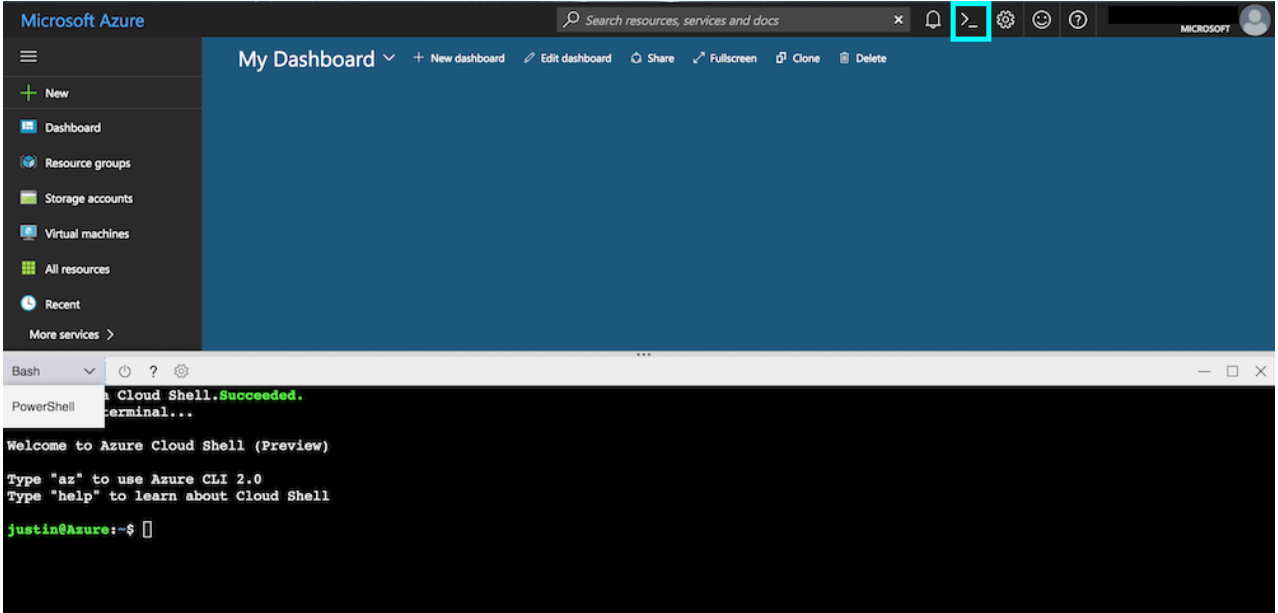 Microsoft Azure
Search resources, services and docs
MICROSOFT
My Dashboard
New dashboard
Edit dashboard
Share
Fullscreen
Clone
Delete
New
Dashboard
Resource groups
Storage accounts
Virtual machines
All resources
Recent
More services
Bash
?
PowerShell
Cloud Shell.Succeeded.
terminal...
Welcome to Azure Cloud Shell (Preview)
Type "az" to use Azure CLI 2.0
Type "help" to learn about Cloud Shell
justin@Azure:~$